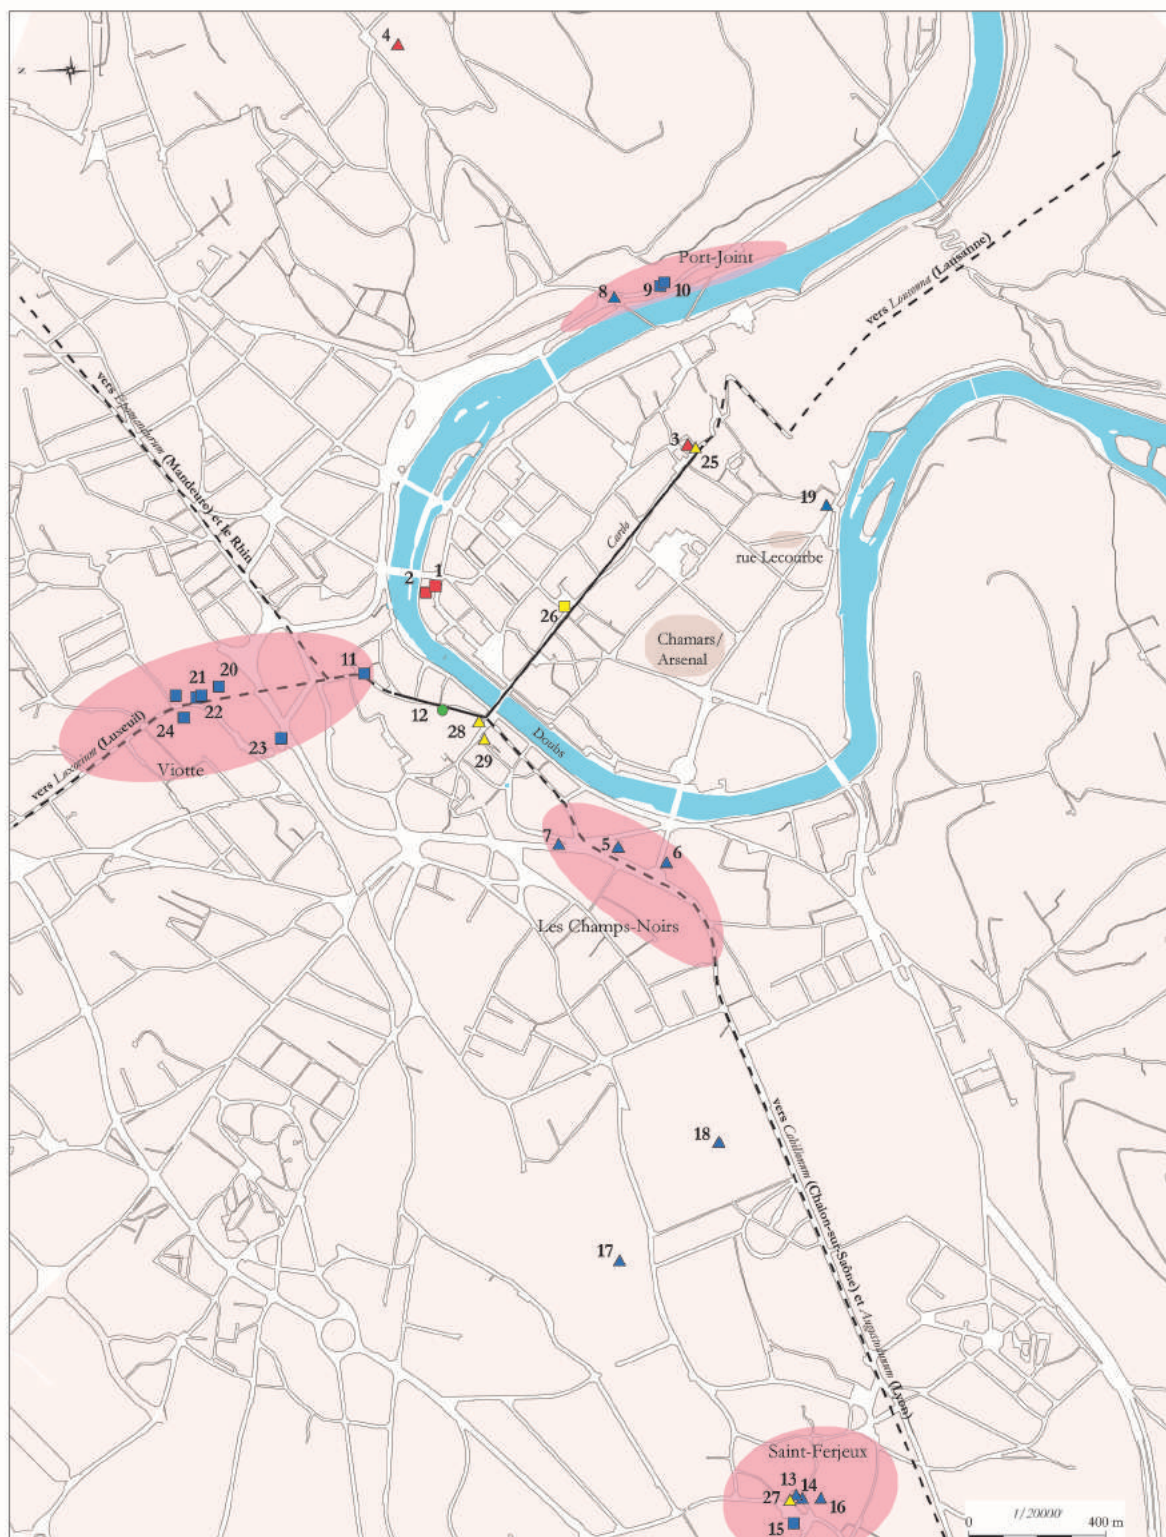 4
N
Port-Joint
8
9
10
vers Lousonna (Lausanne)
vers Epomanduorum (Mandeure) et le Rhin
3
25
19
Cardo
rue Lecourbe
2
1
26
Chamars/
Arsenal
11
20
21
22
24
23
12
28
29
Doubs
vers Luxovium (Luxeuil)
Viotte
7
5
6
Les Champs-Noirs
18
vers Cabillonum (Chalon-sur-Saône) et Augustodunum (Lyon)
17
Saint-Ferjeux
13
14
27
16
15
1/20000e
0
400 m